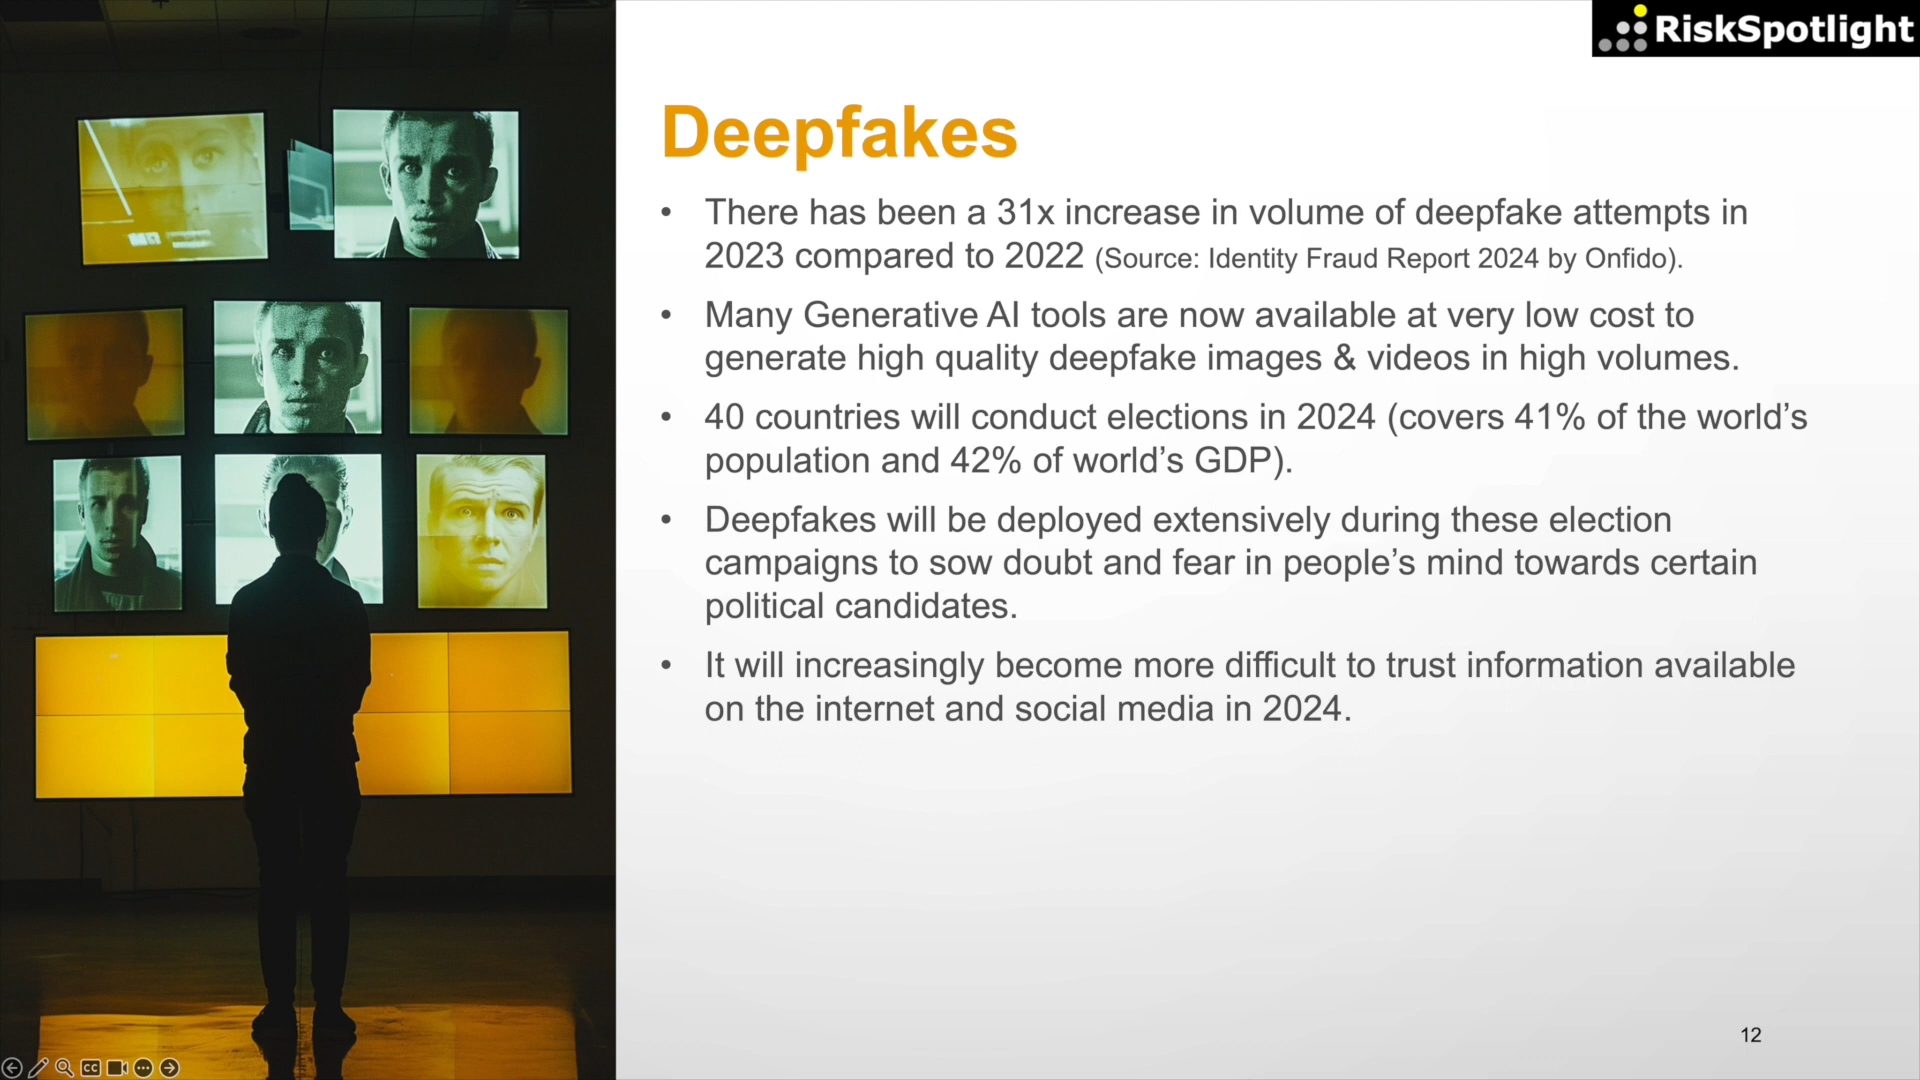 RiskSpotlight
Deepfakes
• There has been a 31x increase in volume of deepfake attempts in
2023 compared to 2022 (Source: Identity Fraud Report 2024 by Onfido).
• Many Generative AI tools are now available at very low cost to
generate high quality deepfake images & videos in high volumes.
• 40 countries will conduct elections in 2024 (covers 41% of the world’s
population and 42% of world’s GDP).
• Deepfakes will be deployed extensively during these election
campaigns to sow doubt and fear in people’s mind towards certain
political candidates.
• It will increasingly become more difficult to trust information available
on the internet and social media in 2024.
12
CC